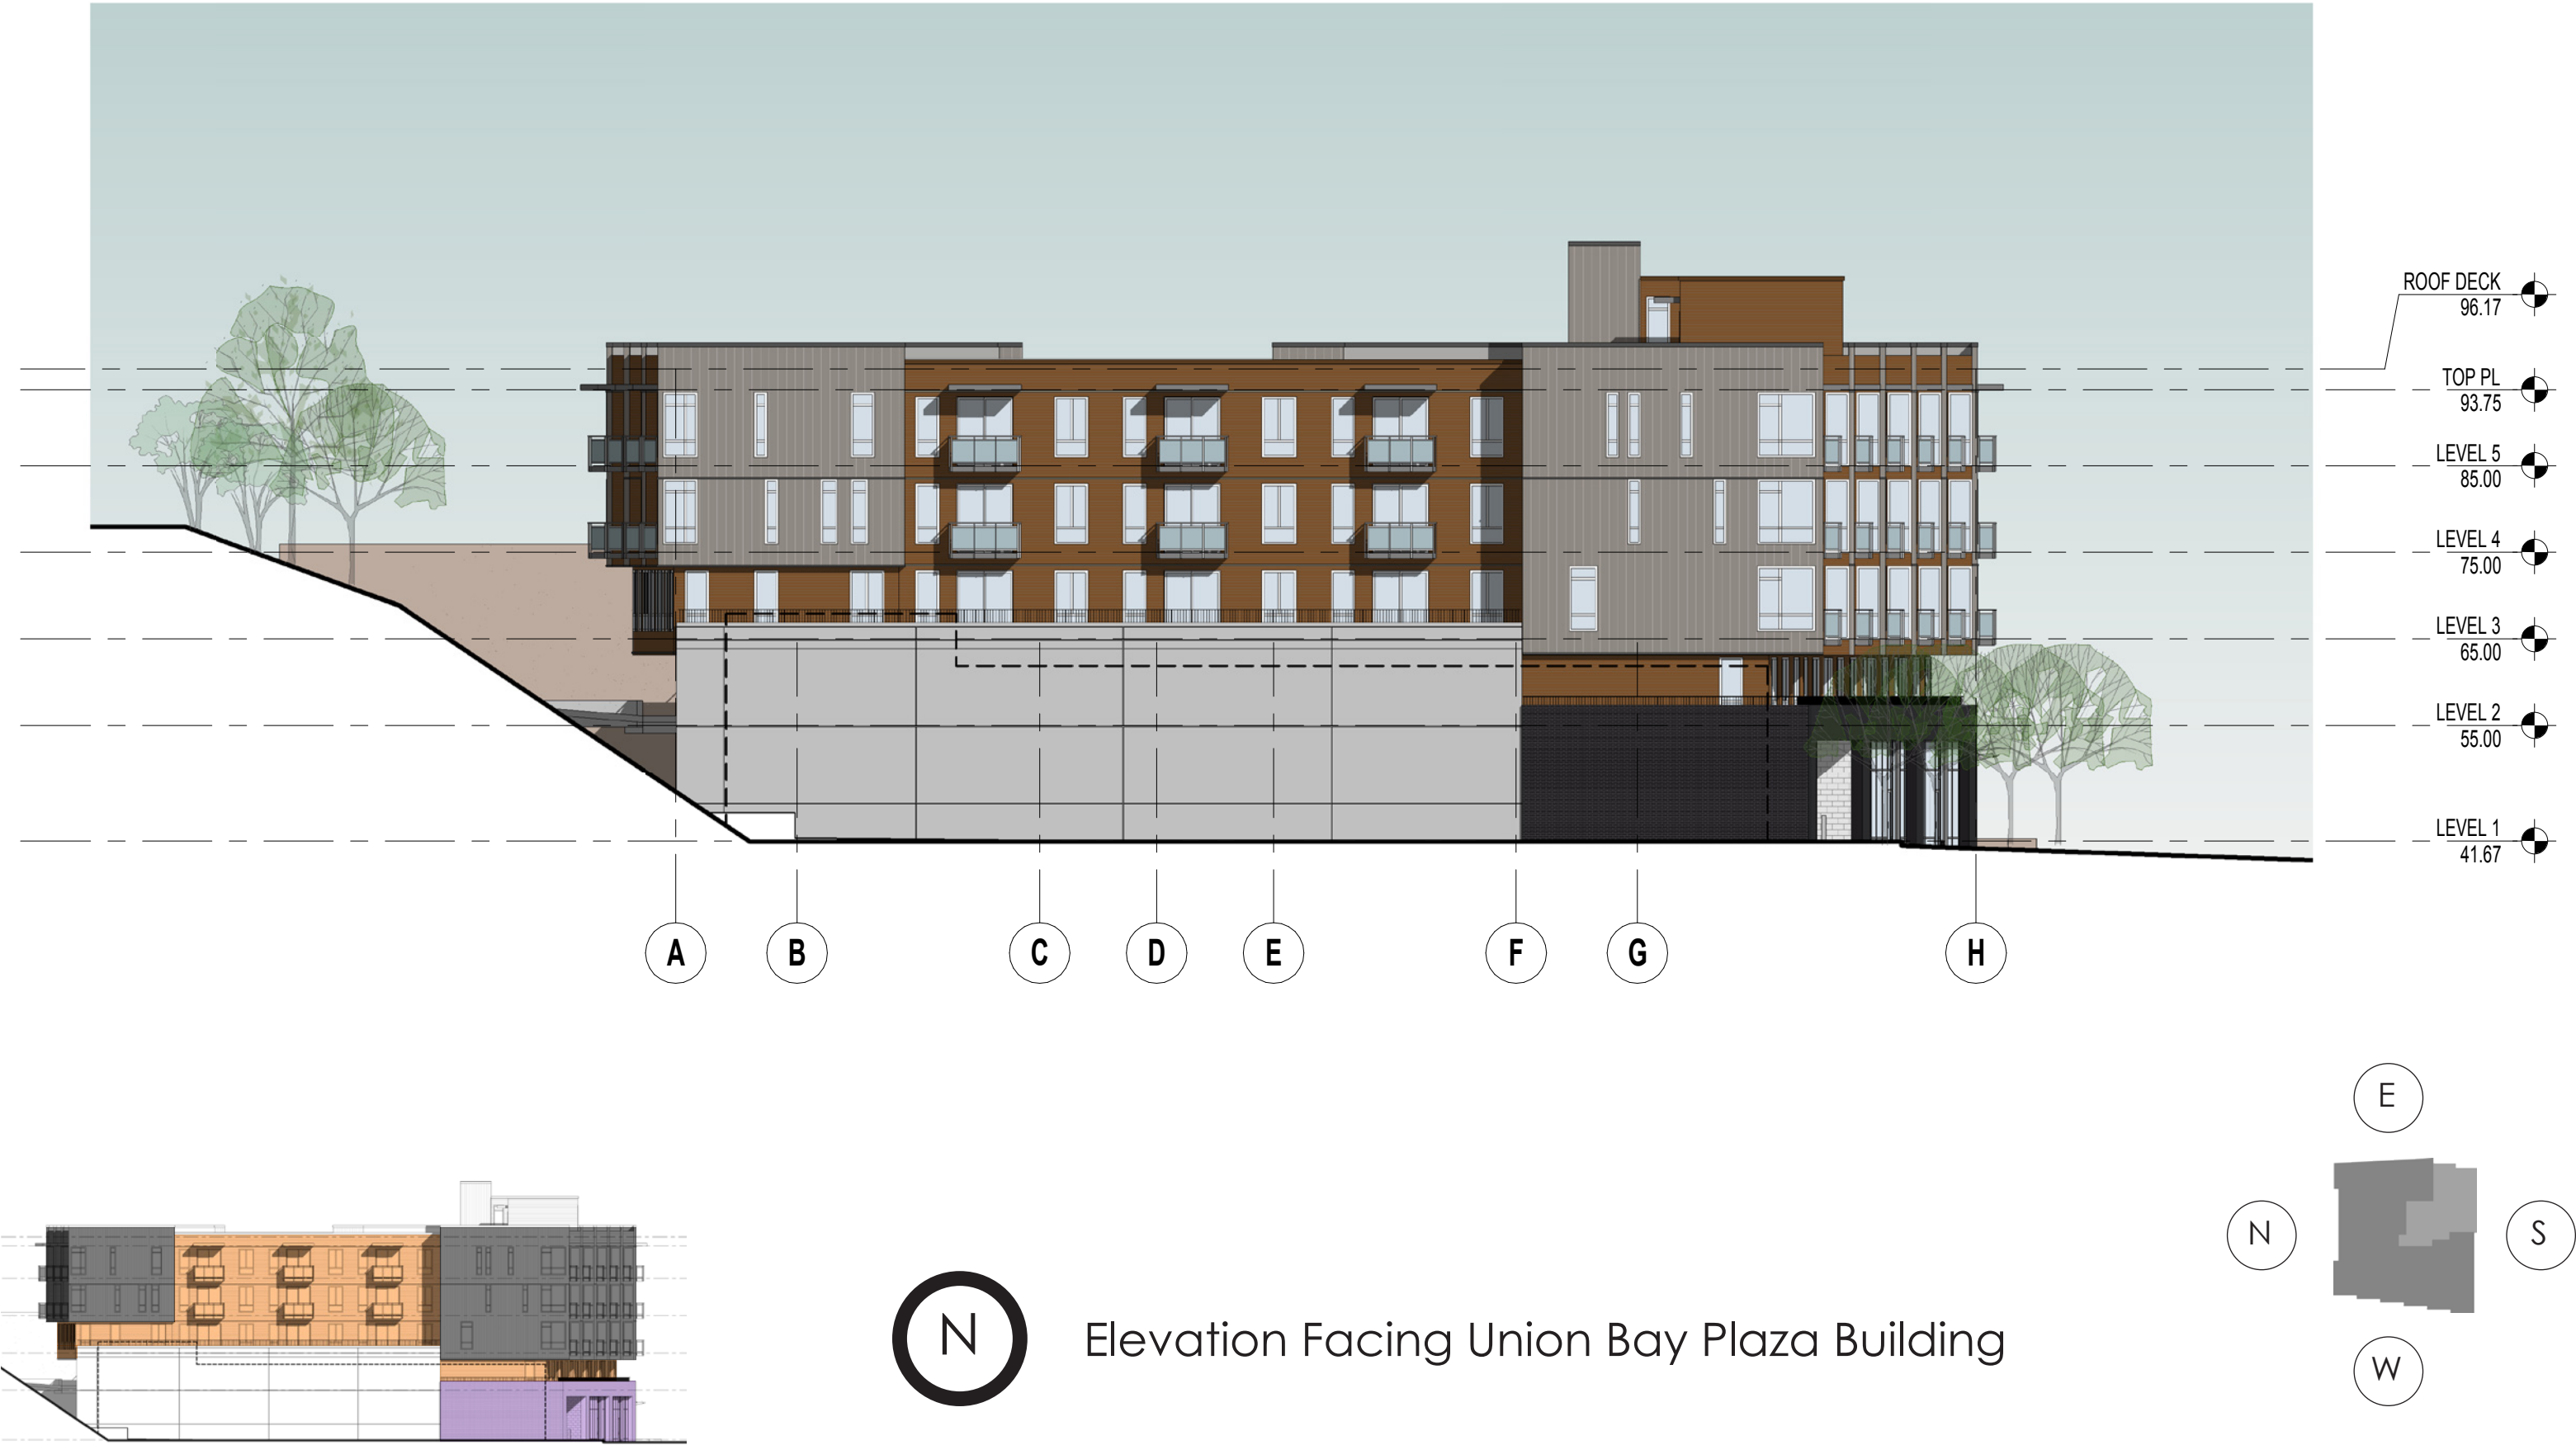 ROOF DECK
96.17
TOP PL
93.75
LEVEL 5
85.00
LEVEL 4
75.00
LEVEL 3
65.00
LEVEL 2
55.00
LEVEL 1
41.67
A B C D E F G H
E
N S
W
N Elevation Facing Union Bay Plaza Building